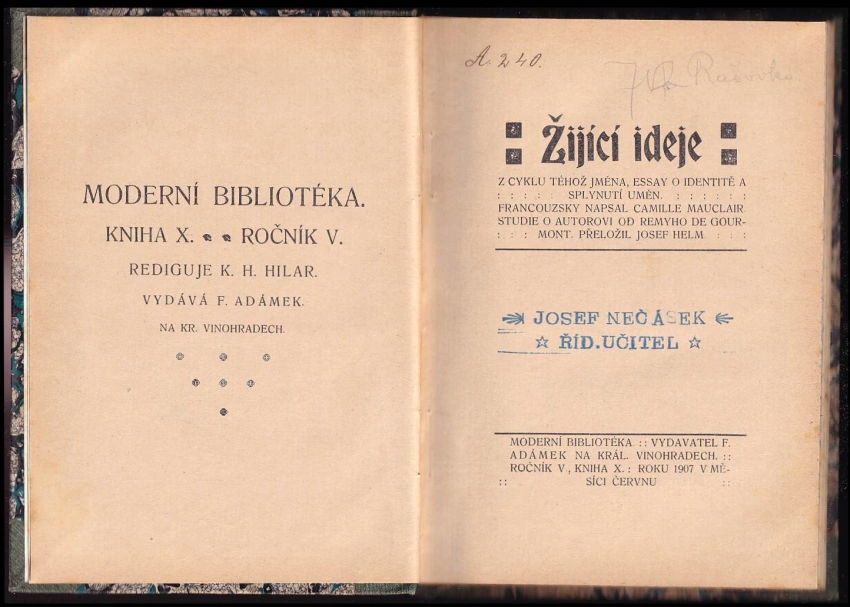 MODERNÍ BIBLIOTÉKA.
KNIHA X. ROČNÍK V.
REDIGUJE K. H. HILAR.
VYDÁVÁ F. ADÁMEK.
NA KR. VINOHRADECH.
A. 240.
Žijící ideje
Z CYKLU TÉHOŽ JMÉNA, ESSAY O IDENTITĚ A
: : : : SPLYNUTÍ UMĚN. : : : : : :
FRANCOUZSKY NAPSAL CAMILLE MAUCLAIR
STUDIE O AUTOROVI OD REMYHO DE GOUR-
: : : MONT. PŘELOŽIL JOSEF HELM : : :
JOSEF NEČÁSEK
☆ ŘÍD.UČITEL ☆
MODERNÍ BIBLIOTÉKA :: VYDAVATEL F.
ADÁMEK NA KRÁL. VINOHRADECH. ::
ROČNÍK V., KNIHA X. : ROKU 1907 V MĚ-
:: SÍCI ČERVNU ::